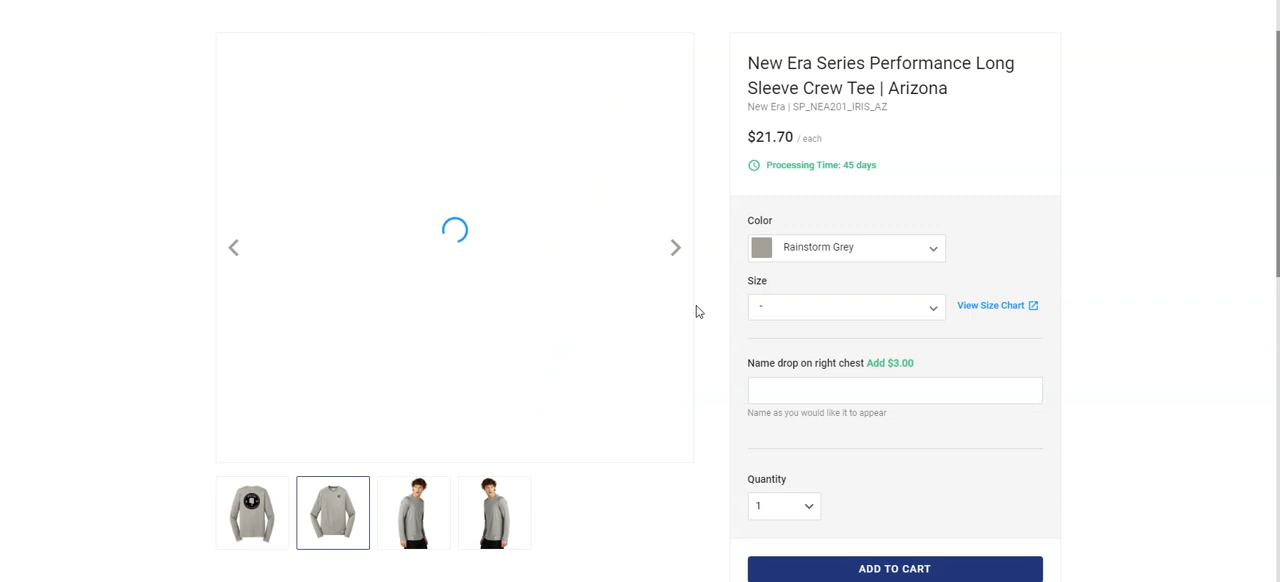 New Era Series Performance Long
Sleeve Crew Tee | Arizona
New Era | SP_NEA201_IRIS_AZ
$21.70 / each
Processing Time: 45 days
Color
Rainstorm Grey
Size
-
View Size Chart
Name drop on right chest Add $3.00
Name as you would like it to appear
Quantity
1
ADD TO CART